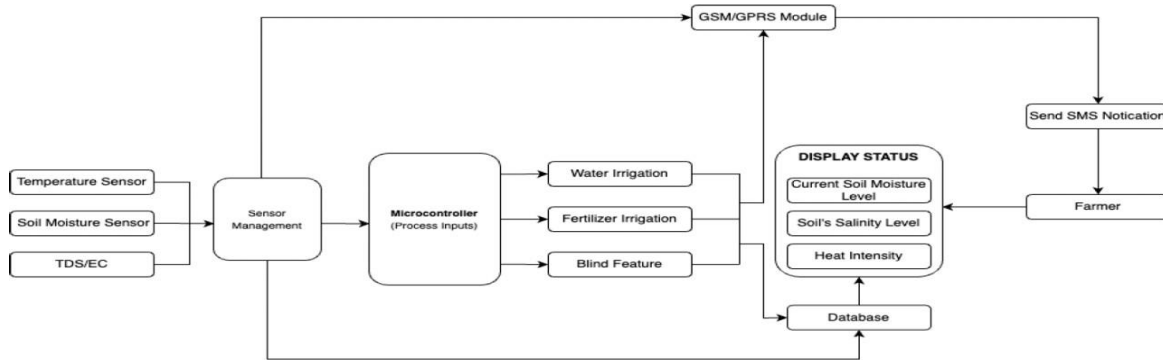 GSM/GPRS Module
Send SMS Notication
Temperature Sensor
Soil Moisture Sensor
TDS/EC
Sensor
Management
Microcontroller
(Process Inputs)
Water Irrigation
Fertilizer Irrigation
Blind Feature
DISPLAY STATUS
Current Soil Moisture
Level
Soil's Salinity Level
Heat Intensity
Farmer
Database